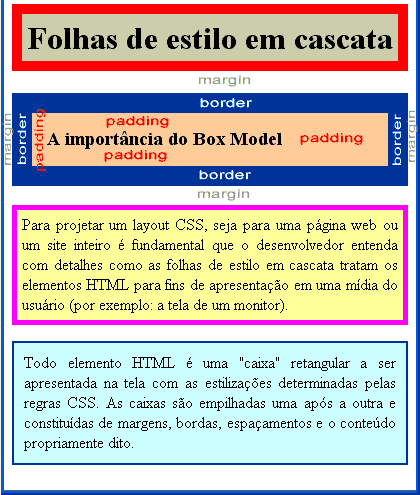 Folhas de estilo em cascata
margin
border
padding
margin
border
padding
A importância do Box Model
padding
border
margin
padding
border
margin
Para projetar um layout CSS, seja para uma página web ou
um site inteiro é fundamental que o desenvolvedor entenda
com detalhes como as folhas de estilo em cascata tratam os
elementos HTML para fins de apresentação em uma mídia do
usuário (por exemplo: a tela de um monitor).
Todo elemento HTML é uma "caixa" retangular a ser
apresentada na tela com as estilizações determinadas pelas
regras CSS. As caixas são empilhadas uma após a outra e
constituídas de margens, bordas, espaçamentos e o conteúdo
propriamente dito.